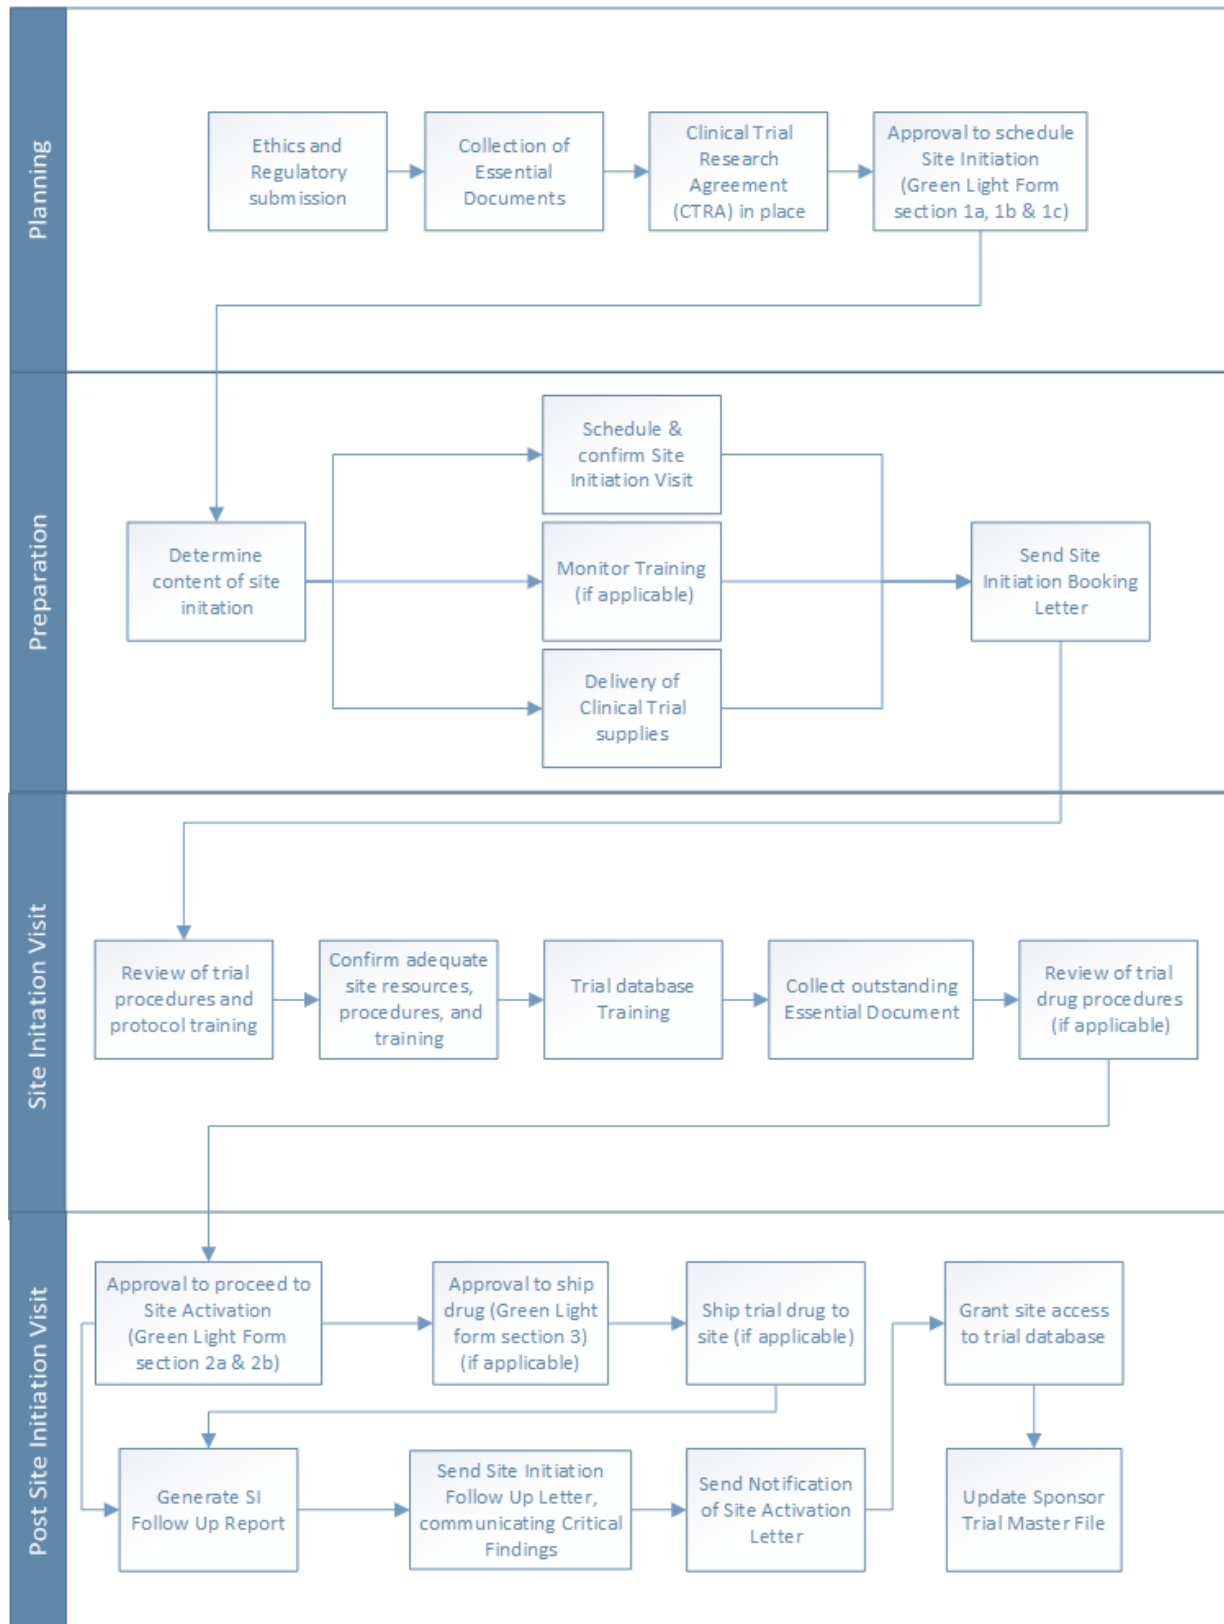 Planning
Ethics and
Regulatory
submission
Collection of
Essential
Documents
Clinical Trial
Research
Agreement
(CTRA) in place
Approval to schedule
Site Initiation
(Green Light Form
section 1a, 1b & 1c)
Preparation
Determine
content of site
initation
Schedule &
confirm Site
Initiation Visit
Monitor Training
(if applicable)
Delivery of
Clinical Trial
supplies
Send Site
Initiation Booking
Letter
Site Initation Visit
Review of trial
procedures and
protocol training
Confirm adequate
site resources,
procedures, and
training
Trial database
Training
Collect outstanding
Essential Document
Review of trial
drug procedures
(if applicable)
Post Site Initiation Visit
Approval to proceed to
Site Activation
(Green Light Form
section 2a & 2b)
Approval to ship
drug (Green Light
form section 3)
(if applicable)
Ship trial drug to
site (if applicable)
Grant site access
to trial database
Generate SI
Follow Up Report
Send Site Initiation
Follow Up Letter,
communicating Critical
Findings
Send Notification
of Site Activation
Letter
Update Sponsor
Trial Master File